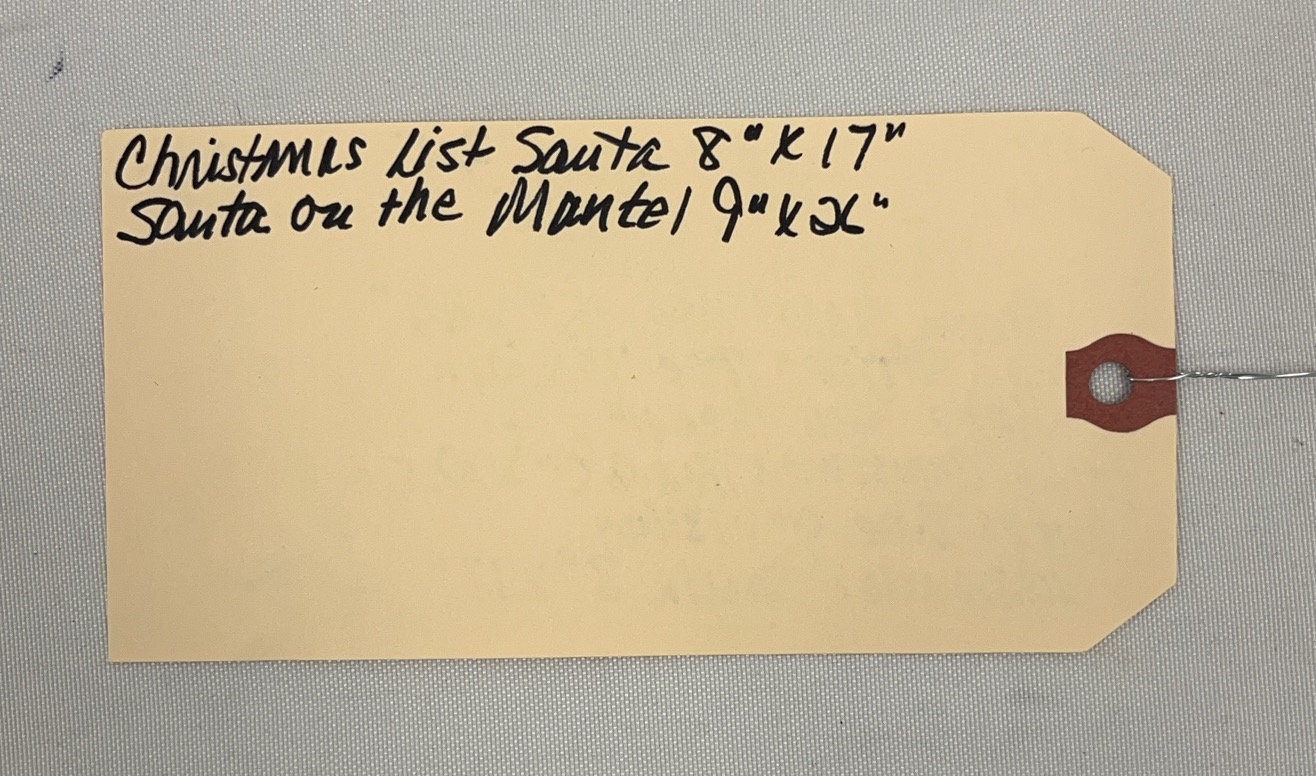 Christmas List Santa 8" X 17"
Santa on the Mantel 9" X 26"